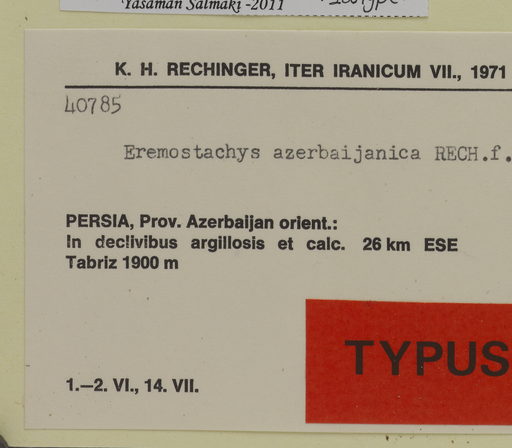 Yasaman Salmaki -2011
K. H. RECHINGER, ITER IRANICUM VII., 1971
40785
Eremostachys azerbaijanica RECH.f.
PERSIA, Prov. Azerbaijan orient.:
In declivibus argillosis et calc. 26 km ESE
Tabriz 1900 m
TYPUS
1.—2. VI., 14. VII.